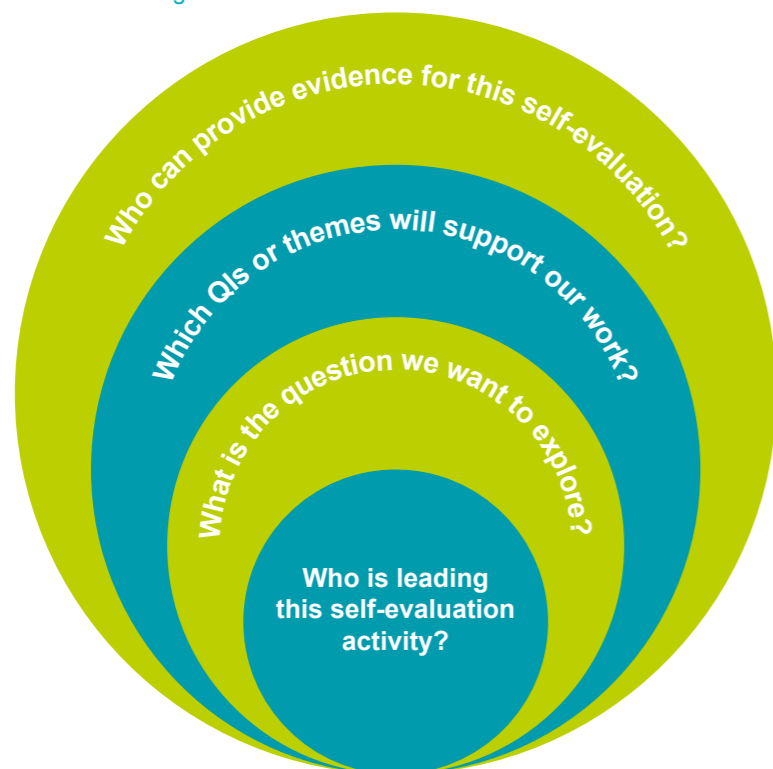 Who can provide evidence for this self-evaluation?
Which QIs or themes will support our work?
What is the question we want to explore?
Who is leading
this self-evaluation
activity?